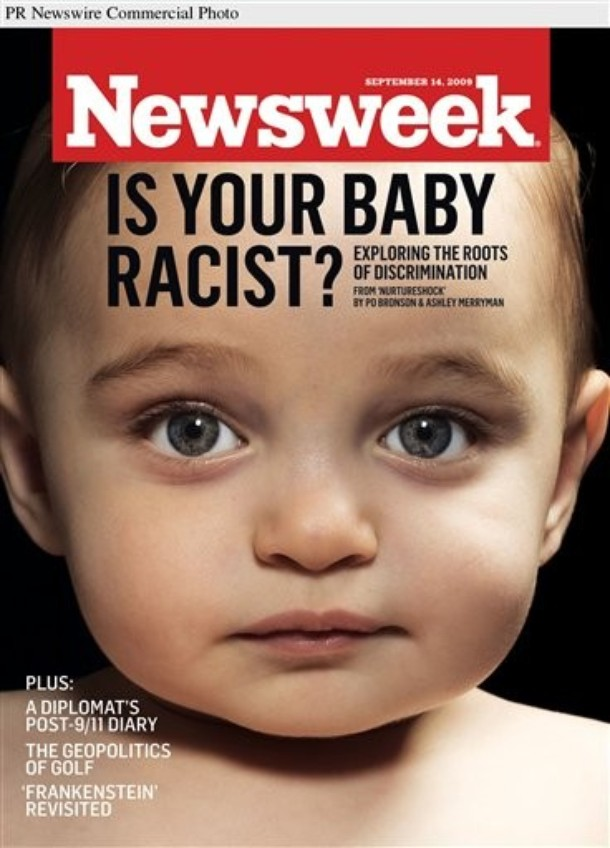 PR Newswire Commercial Photo
SEPTEMBER 14, 2009
Newsweek
IS YOUR BABY
RACIST?
EXPLORING THE ROOTS
OF DISCRIMINATION
FROM 'NURTURESHOCK'
BY PO BRONSON & ASHLEY MERRYMAN
PLUS:
A DIPLOMAT'S
POST-9/11 DIARY
THE GEOPOLITICS
OF GOLF
'FRANKENSTEIN'
REVISITED